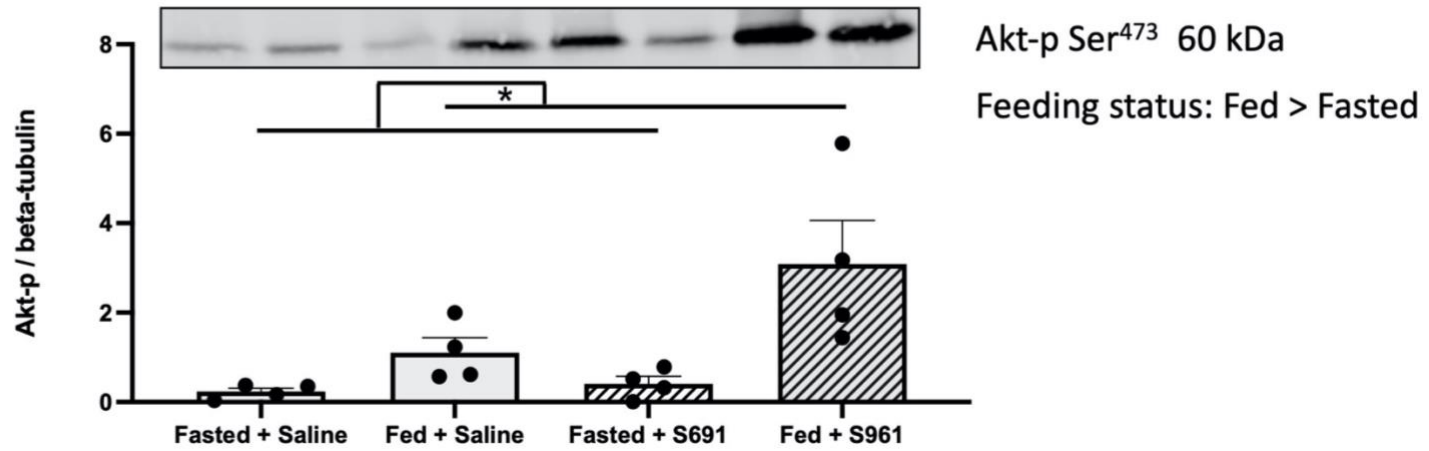 Akt-p Ser⁴⁷³ 60 kDa
Feeding status: Fed > Fasted
*
Akt-p / beta-tubulin
8
6
4
2
0
Fasted + Saline
Fed + Saline
Fasted + S691
Fed + S961